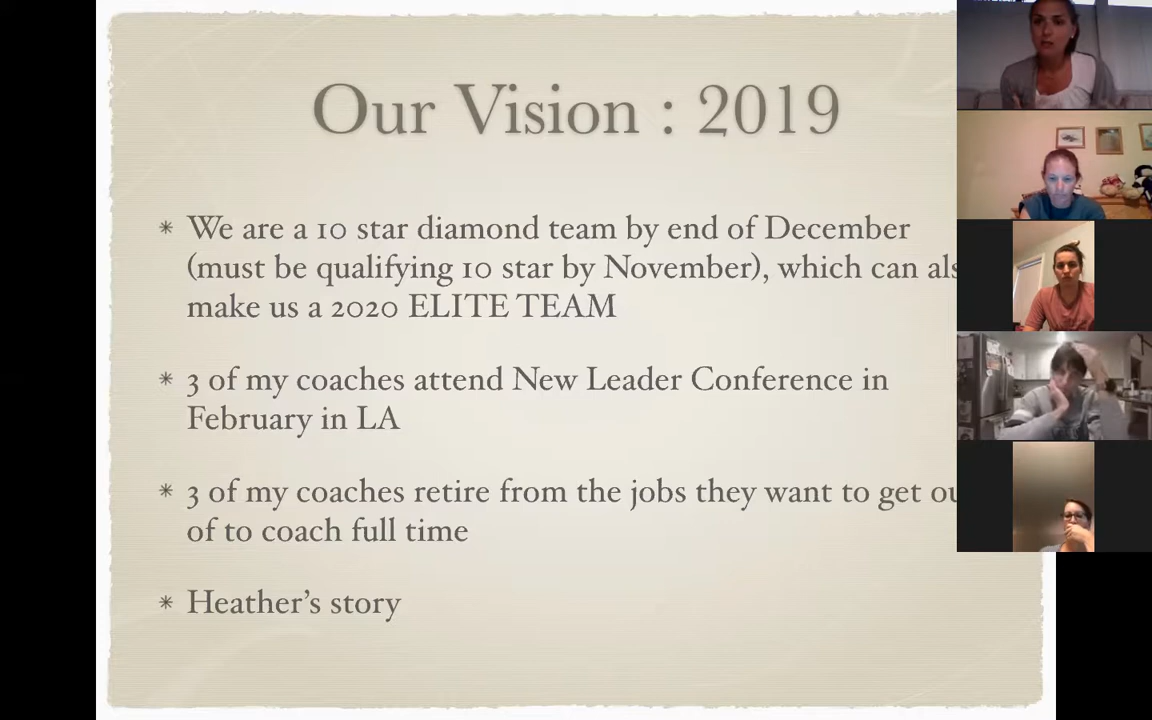 Our Vision : 2019
* We are a 10 star diamond team by end of December
(must be qualifying 10 star by November), which can als
make us a 2020 ELITE TEAM
* 3 of my coaches attend New Leader Conference in
February in LA
* 3 of my coaches retire from the jobs they want to get ou
of to coach full time
* Heather's story